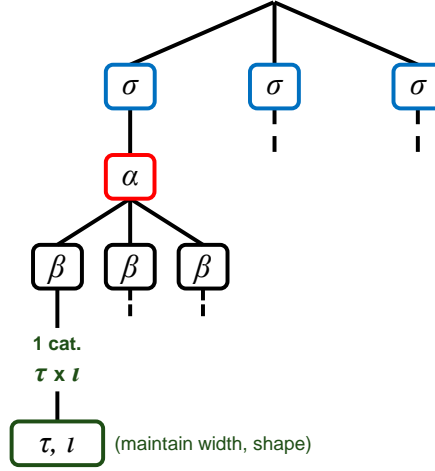 σ σ σ
α
β β β
1 cat.
τ x ι
τ, ι (maintain width, shape)